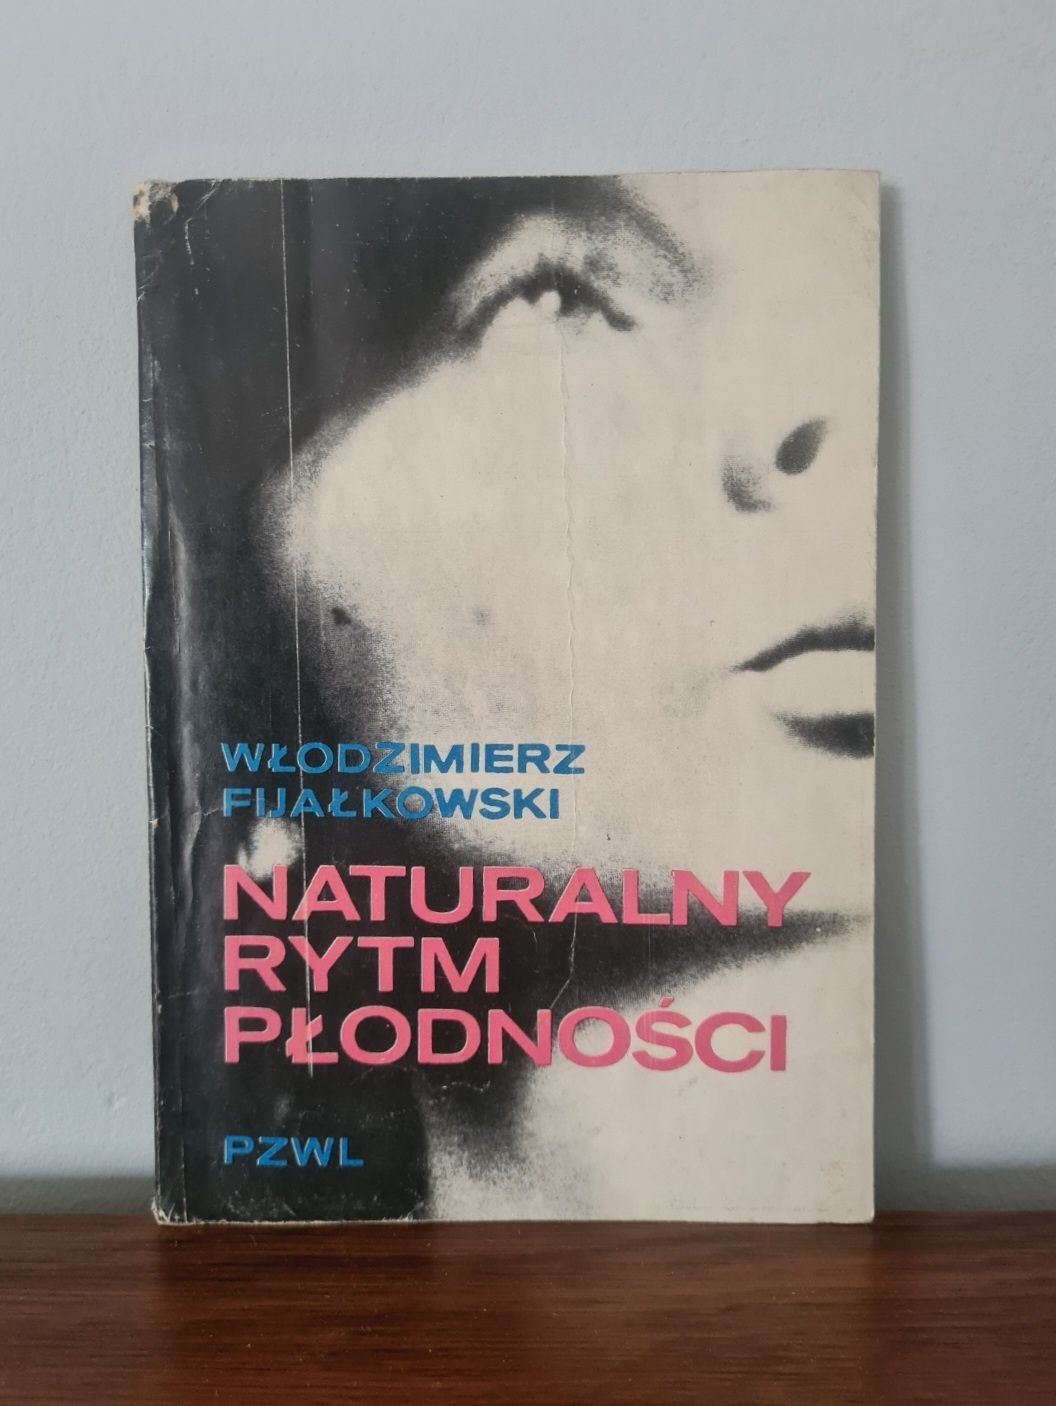 WŁODZIMIERZ
FIJAŁKOWSKI
NATURALNY
RYTM
PŁODNOŚCI
PZWL